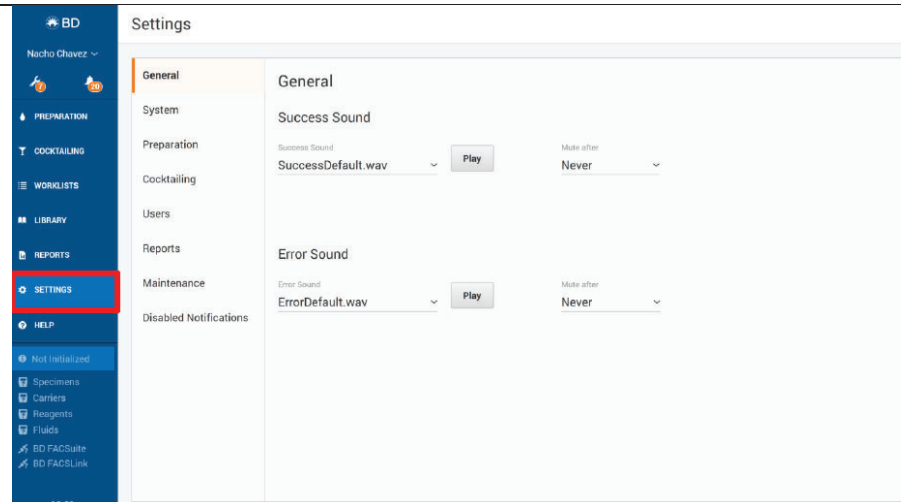 BD
Settings
Nacho Chavez
7
20
PREPARATION
COCKTAILING
WORKLISTS
LIBRARY
REPORTS
SETTINGS
HELP
Not Initialized
Specimens
Carriers
Reagents
Fluids
BD FACSuite
BD FACSLink
General
System
Preparation
Cocktailing
Users
Reports
Maintenance
Disabled Notifications
General
Success Sound
Success Sound
SuccessDefault.wav
Play
Mute after
Never
Error Sound
Error Sound
ErrorDefault.wav
Play
Mute after
Never